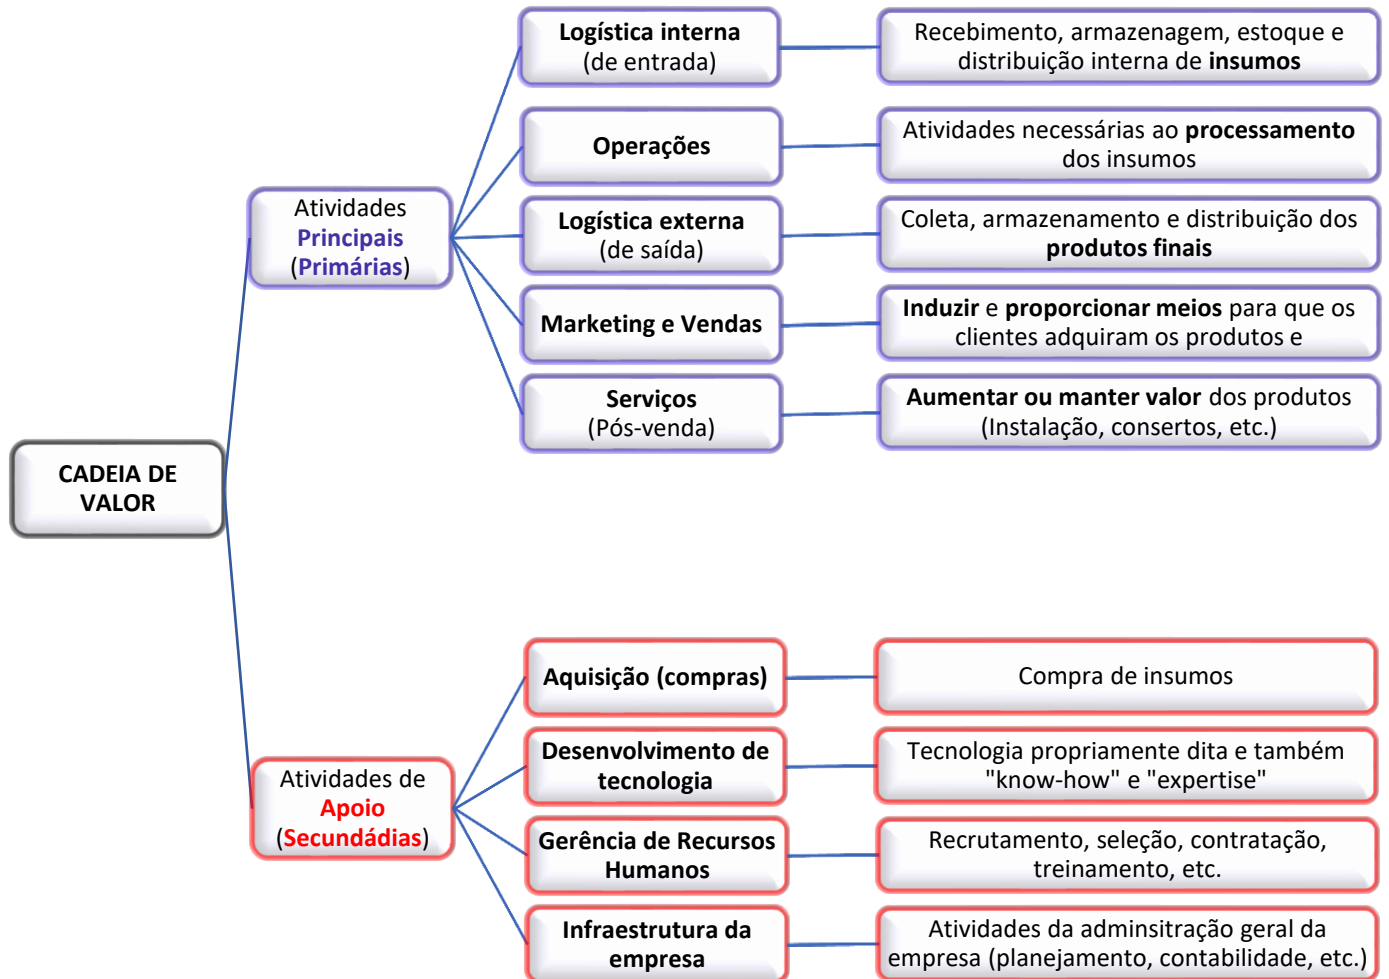 CADEIA DE
VALOR
Atividades
Principais
(Primárias)
Logística interna
(de entrada)
Recebimento, armazenagem, estoque e
distribuição interna de insumos
Operações
Atividades necessárias ao processamento
dos insumos
Logística externa
(de saída)
Coleta, armazenamento e distribuição dos
produtos finais
Marketing e Vendas
Induzir e proporcionar meios para que os
clientes adquiram os produtos e
Serviços
(Pós-venda)
Aumentar ou manter valor dos produtos
(Instalação, consertos, etc.)
Atividades de
Apoio
(Secundádias)
Aquisição (compras)
Compra de insumos
Desenvolvimento de
tecnologia
Tecnologia propriamente dita e também
"know-how" e "expertise"
Gerência de Recursos
Humanos
Recrutamento, seleção, contratação,
treinamento, etc.
Infraestrutura da
empresa
Atividades da adminsitração geral da
empresa (planejamento, contabilidade, etc.)